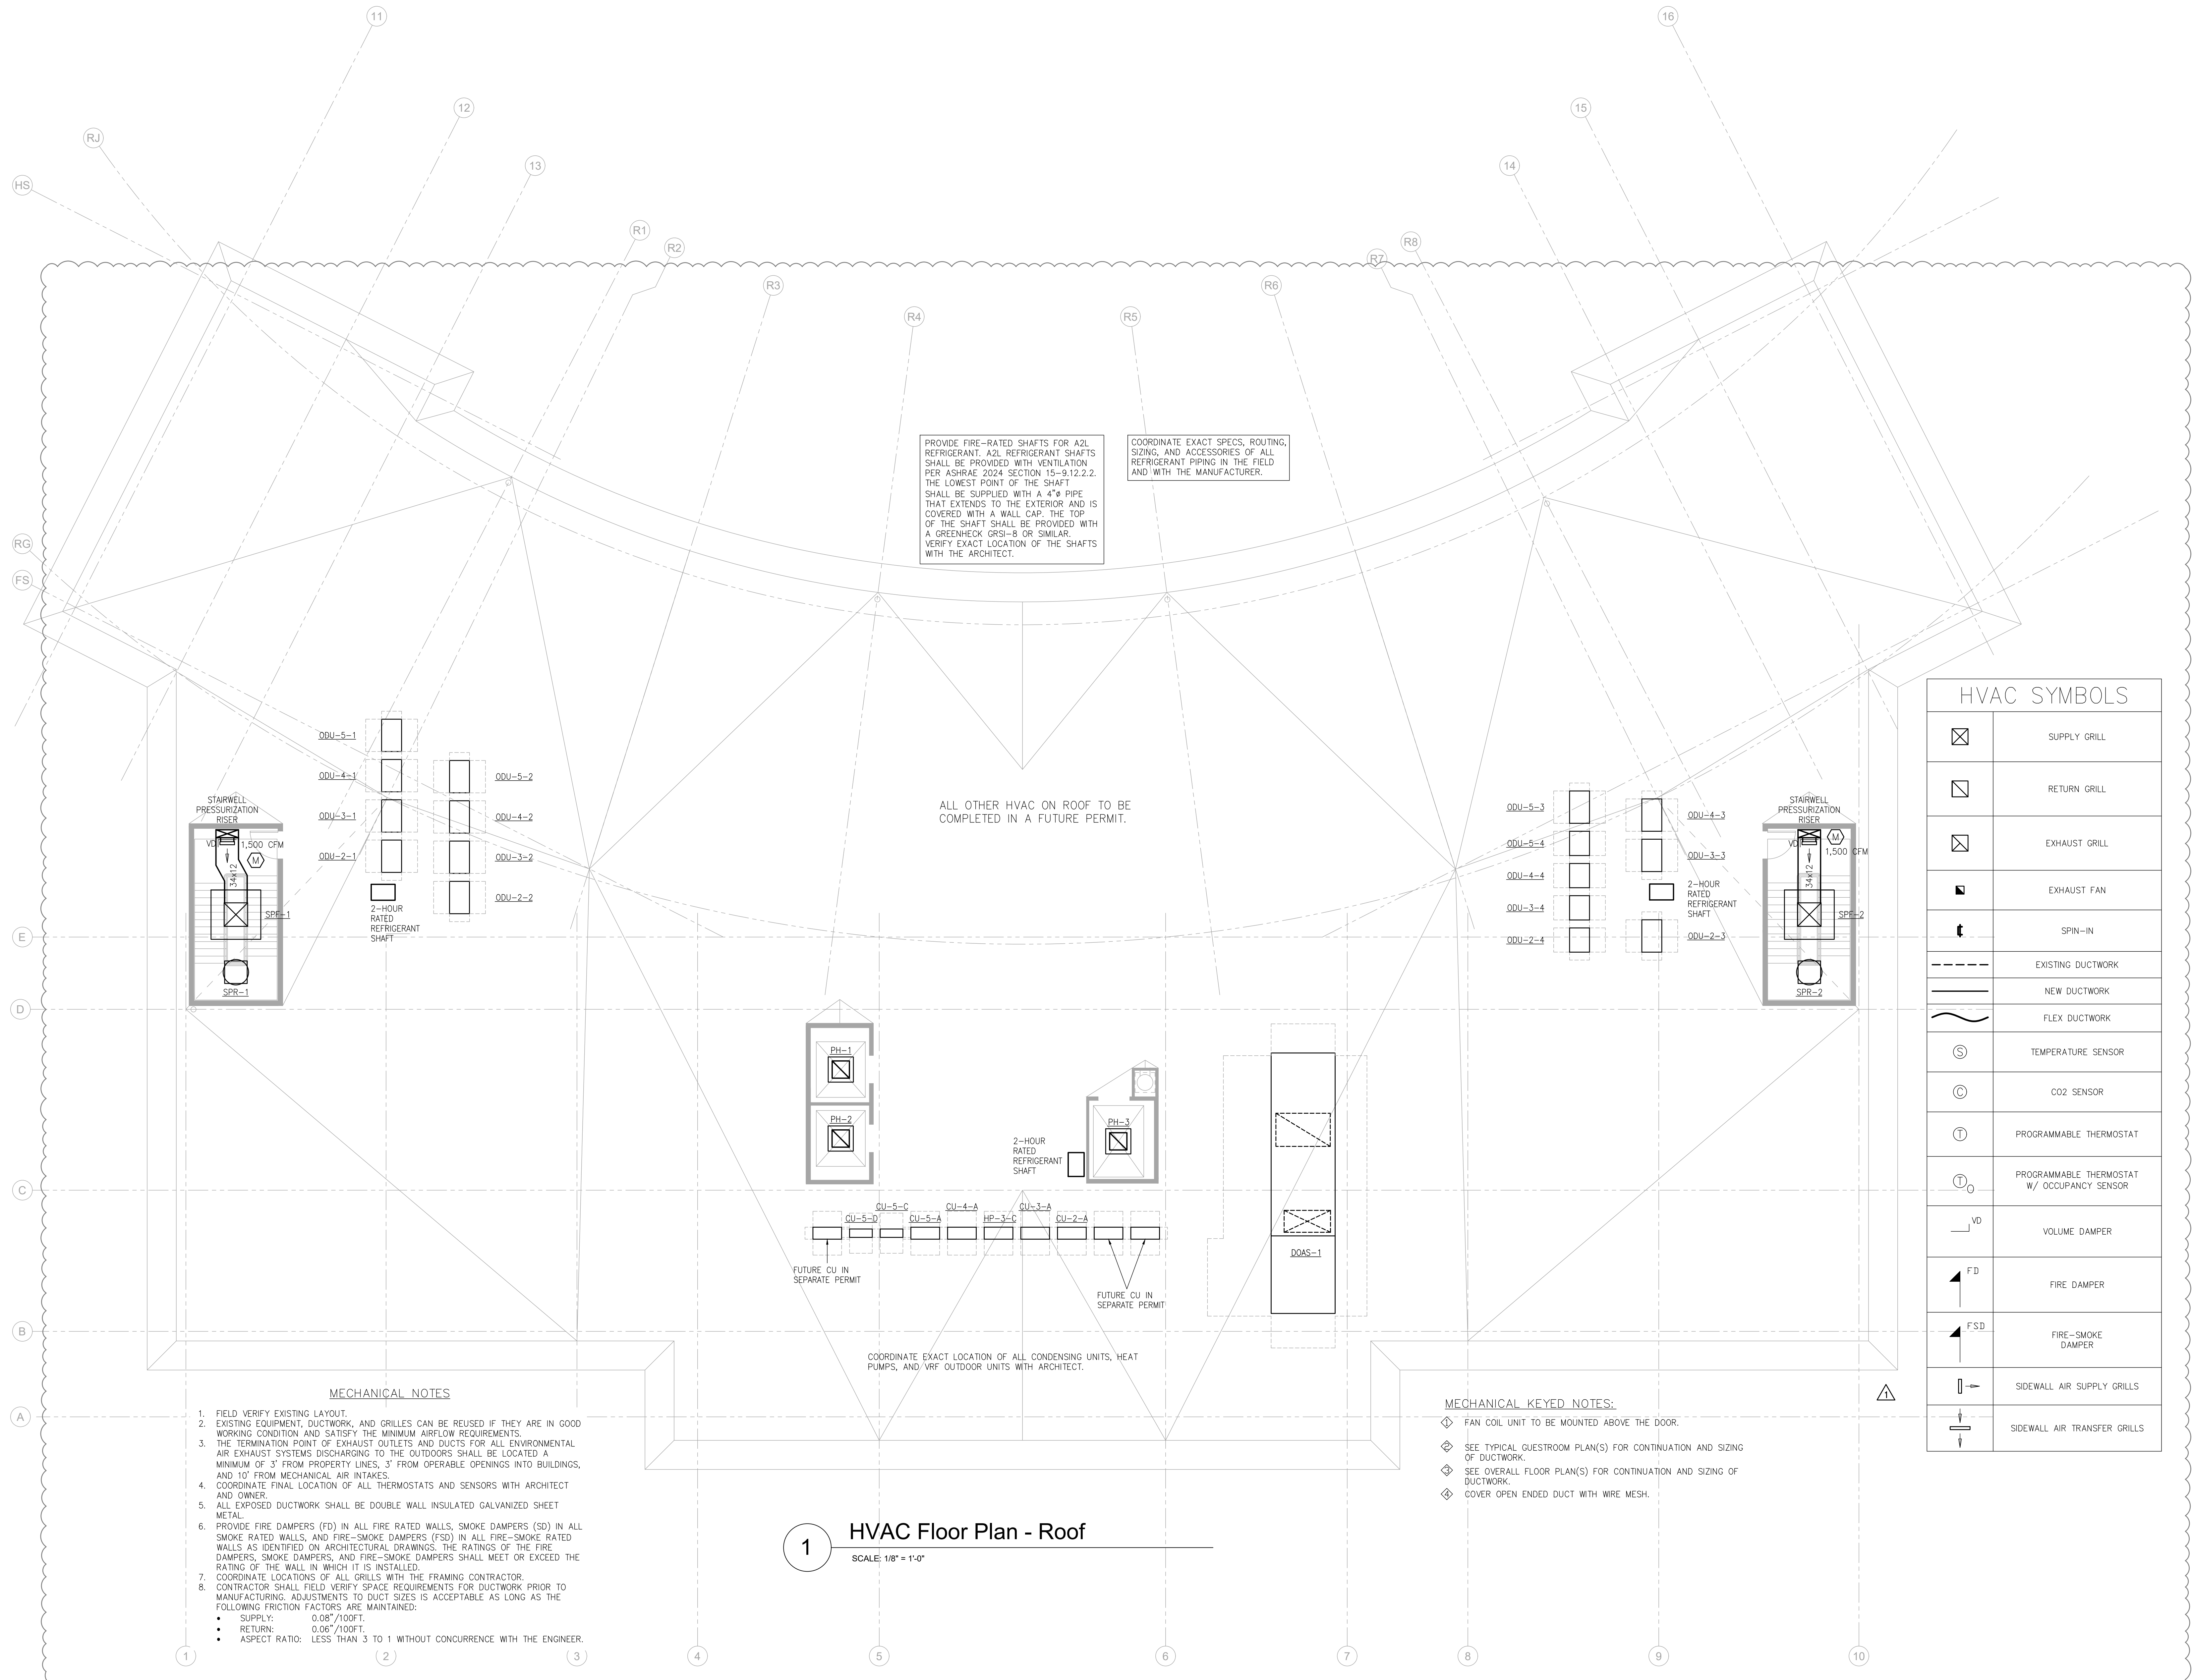 11
16
12
15
RJ
13
14
HS
R1
R2
R8
R7
R3
R6
R4
R5
PROVIDE FIRE-RATED SHAFTS FOR A2L
REFRIGERANT. A2L REFRIGERANT SHAFTS
SHALL BE PROVIDED WITH VENTILATION
PER ASHRAE 2024 SECTION 15-9.12.2.2.
THE LOWEST POINT OF THE SHAFT
SHALL BE SUPPLIED WITH A 4"ø PIPE
THAT EXTENDS TO THE EXTERIOR AND IS
COVERED WITH A WALL CAP. THE TOP
OF THE SHAFT SHALL BE PROVIDED WITH
A GREENHECK GRSI-8 OR SIMILAR.
VERIFY EXACT LOCATION OF THE SHAFTS
WITH THE ARCHITECT.
COORDINATE EXACT SPECS, ROUTING,
SIZING, AND ACCESSORIES OF ALL
REFRIGERANT PIPING IN THE FIELD
AND WITH THE MANUFACTURER.
RG
FS
ODU-5-1
ODU-4-1
ODU-3-1
ODU-2-1
ODU-5-2
ODU-4-2
ODU-3-2
ODU-2-2
STAIRWELL
PRESSURIZATION
RISER
VD
1,500 CFM
M
34x12
SPF-1
SPR-1
2-HOUR
RATED
REFRIGERANT
SHAFT
ALL OTHER HVAC ON ROOF TO BE
COMPLETED IN A FUTURE PERMIT.
ODU-5-3
ODU-5-4
ODU-4-4
ODU-3-4
ODU-2-4
ODU-4-3
ODU-3-3
2-HOUR
RATED
REFRIGERANT
SHAFT
ODU-2-3
STAIRWELL
PRESSURIZATION
RISER
VD
M
1,500 CFM
34x12
SPF-2
SPR-2
E
D
PH-1
PH-2
PH-3
2-HOUR
RATED
REFRIGERANT
SHAFT
C
CU-5-C
CU-4-A
CU-3-A
CU-5-D
CU-5-A
HP-3-C
CU-2-A
FUTURE CU IN
SEPARATE PERMIT
FUTURE CU IN
SEPARATE PERMIT
DOAS-1
B
COORDINATE EXACT LOCATION OF ALL CONDENSING UNITS, HEAT
PUMPS, AND VRF OUTDOOR UNITS WITH ARCHITECT.
A
HVAC SYMBOLS
SUPPLY GRILL
RETURN GRILL
EXHAUST GRILL
EXHAUST FAN
SPIN-IN
EXISTING DUCTWORK
NEW DUCTWORK
FLEX DUCTWORK
S
TEMPERATURE SENSOR
C
CO2 SENSOR
T
PROGRAMMABLE THERMOSTAT
T
O
PROGRAMMABLE THERMOSTAT
W/ OCCUPANCY SENSOR
VD
VOLUME DAMPER
FD
FIRE DAMPER
FSD
FIRE-SMOKE
DAMPER
SIDEWALL AIR SUPPLY GRILLS
SIDEWALL AIR TRANSFER GRILLS
1
MECHANICAL NOTES
1. FIELD VERIFY EXISTING LAYOUT.
2. EXISTING EQUIPMENT, DUCTWORK, AND GRILLES CAN BE REUSED IF THEY ARE IN GOOD
WORKING CONDITION AND SATISFY THE MINIMUM AIRFLOW REQUIREMENTS.
3. THE TERMINATION POINT OF EXHAUST OUTLETS AND DUCTS FOR ALL ENVIRONMENTAL
AIR EXHAUST SYSTEMS DISCHARGING TO THE OUTDOORS SHALL BE LOCATED A
MINIMUM OF 3' FROM PROPERTY LINES, 3' FROM OPERABLE OPENINGS INTO BUILDINGS,
AND 10' FROM MECHANICAL AIR INTAKES.
4. COORDINATE FINAL LOCATION OF ALL THERMOSTATS AND SENSORS WITH ARCHITECT
AND OWNER.
5. ALL EXPOSED DUCTWORK SHALL BE DOUBLE WALL INSULATED GALVANIZED SHEET
METAL.
6. PROVIDE FIRE DAMPERS (FD) IN ALL FIRE RATED WALLS, SMOKE DAMPERS (SD) IN ALL
SMOKE RATED WALLS, AND FIRE-SMOKE DAMPERS (FSD) IN ALL FIRE-SMOKE RATED
WALLS AS IDENTIFIED ON ARCHITECTURAL DRAWINGS. THE RATINGS OF THE FIRE
DAMPERS, SMOKE DAMPERS, AND FIRE-SMOKE DAMPERS SHALL MEET OR EXCEED THE
RATING OF THE WALL IN WHICH IT IS INSTALLED.
7. COORDINATE LOCATIONS OF ALL GRILLS WITH THE FRAMING CONTRACTOR.
8. CONTRACTOR SHALL FIELD VERIFY SPACE REQUIREMENTS FOR DUCTWORK PRIOR TO
MANUFACTURING. ADJUSTMENTS TO DUCT SIZES IS ACCEPTABLE AS LONG AS THE
FOLLOWING FRICTION FACTORS ARE MAINTAINED:
• SUPPLY: 0.08"/100FT.
• RETURN: 0.06"/100FT.
• ASPECT RATIO: LESS THAN 3 TO 1 WITHOUT CONCURRENCE WITH THE ENGINEER.
MECHANICAL KEYED NOTES:
1 FAN COIL UNIT TO BE MOUNTED ABOVE THE DOOR.
2 SEE TYPICAL GUESTROOM PLAN(S) FOR CONTINUATION AND SIZING
OF DUCTWORK.
3 SEE OVERALL FLOOR PLAN(S) FOR CONTINUATION AND SIZING OF
DUCTWORK.
4 COVER OPEN ENDED DUCT WITH WIRE MESH.
1
HVAC Floor Plan - Roof
SCALE: 1/8" = 1'-0"
1
2
3
4
5
6
7
8
9
10